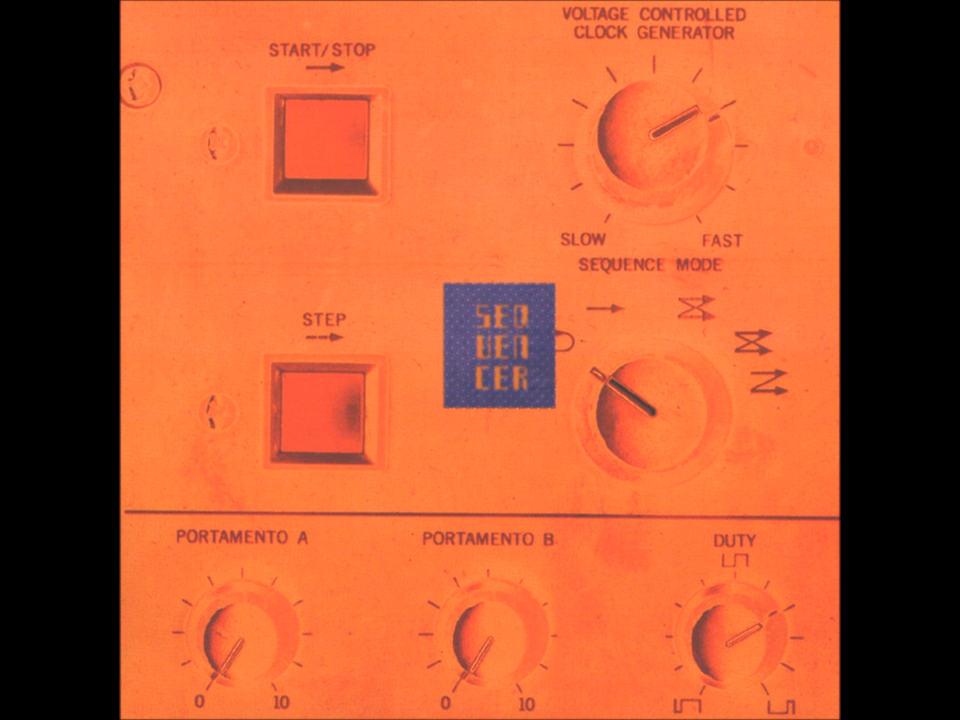 VOLTAGE CONTROLLED
CLOCK GENERATOR
START/STOP
SLOW
FAST
SEQUENCE MODE
STEP
SEQ
UEN
CER
PORTAMENTO A
PORTAMENTO B
DUTY
0
10
0
10